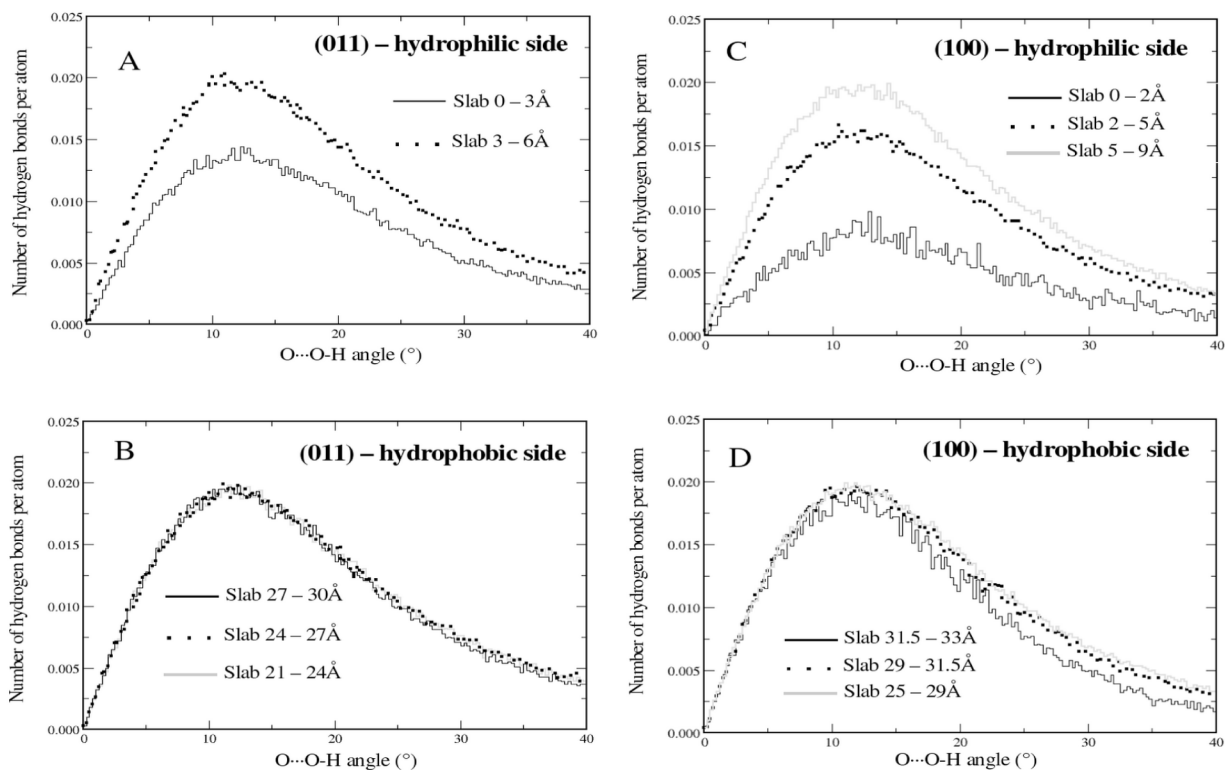 A
(011) – hydrophilic side
Slab 0 – 3Å
Slab 3 – 6Å
Number of hydrogen bonds per atom
0.025
0.020
0.015
0.010
0.005
0.000
0 10 20 30 40
O···O-H angle (°)
C
(100) – hydrophilic side
Slab 0 – 2Å
Slab 2 – 5Å
Slab 5 – 9Å
Number of hydrogen bonds per atom
0.025
0.020
0.015
0.010
0.005
0.000
0 10 20 30 40
O···O-H angle (°)
B
(011) – hydrophobic side
Slab 27 – 30Å
Slab 24 – 27Å
Slab 21 – 24Å
Number of hydrogen bonds per atom
0.025
0.020
0.015
0.010
0.005
0.000
0 10 20 30 40
O···O-H angle (°)
D
(100) – hydrophobic side
Slab 31.5 – 33Å
Slab 29 – 31.5Å
Slab 25 – 29Å
Number of hydrogen bonds per atom
0.025
0.020
0.015
0.010
0.005
0.000
0 10 20 30 40
O···O-H angle (°)